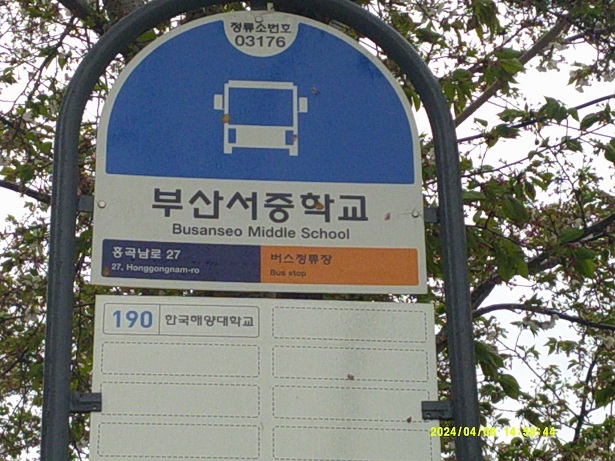 정류소번호
03176
부산서중학교
Busanseo Middle School
홍곡남로 27
27, Honggongnam-ro
버스정류장
Bus stop
190 한국해양대학교